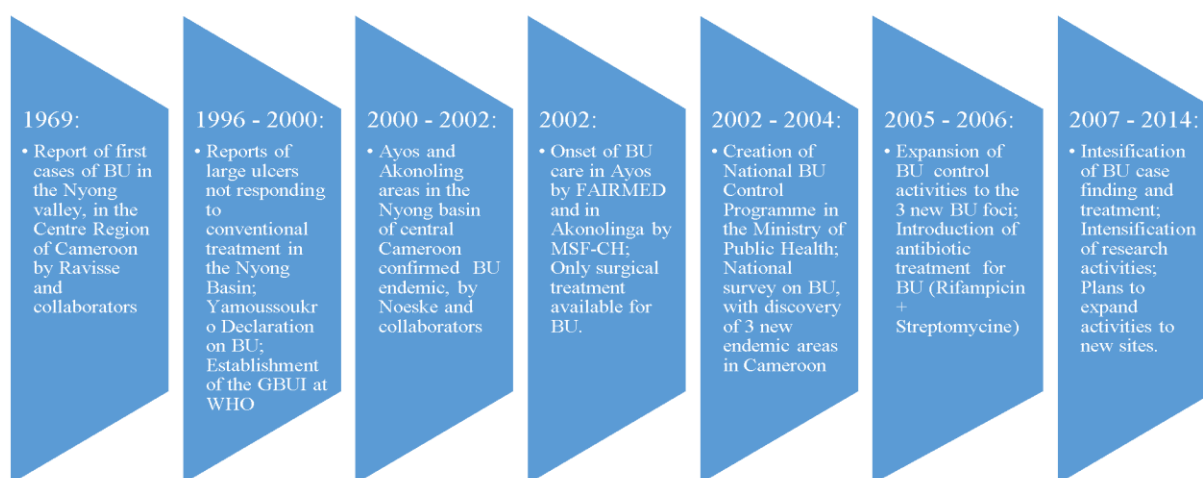 1969:
• Report of first
cases of BU in
the Nyong
valley, in the
Centre Region
of Cameroon
by Ravisse
and
collaborators
1996 - 2000:
• Reports of
large ulcers
not responding
to
conventional
treatment in
the Nyong
Basin;
Yamoussoukr
o Declaration
on BU;
Establishment
of the GBUI at
WHO
2000 - 2002:
• Ayos and
Akonoling
areas in the
Nyong basin
of central
Cameroon
confirmed BU
endemic, by
Noeske and
collaborators
2002:
• Onset of BU
care in Ayos
by FAIRMED
and in
Akonolinga by
MSF-CH;
Only surgical
treatment
available for
BU.
2002 - 2004:
• Creation of
National BU
Control
Programme in
the Ministry of
Public Health;
National
survey on BU,
with discovery
of 3 new
endemic areas
in Cameroon
2005 - 2006:
• Expansion of
BU control
activities to the
3 new BU foci;
Introduction of
antibiotic
treatment for
BU (Rifampicin
+
Streptomycine)
2007 - 2014:
• Intesification
of BU case
finding and
treatment;
Intensification
of research
activities;
Plans to
expand
activities to
new sites.